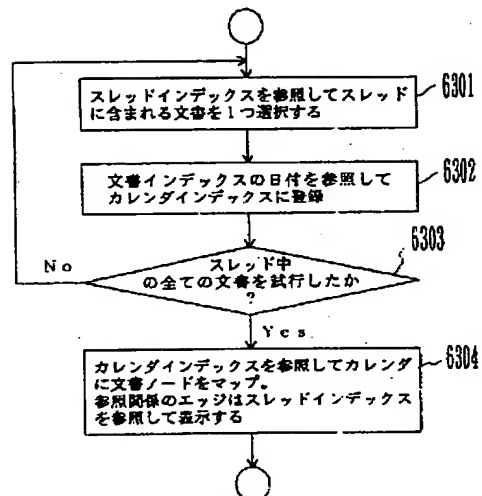 スレッドインデックスを参照してスレッド
に含まれる文書を1つ選択する
6301
文書インデックスの日付を参照して
カレンダインデックスに登録
6302
スレッド中
の全ての文書を試行したか
?
6303
No
Yes
カレンダインデックスを参照してカレンダ
に文書ノードをマップ。
参照関係のエッジはスレッドインデックス
を参照して表示する
6304